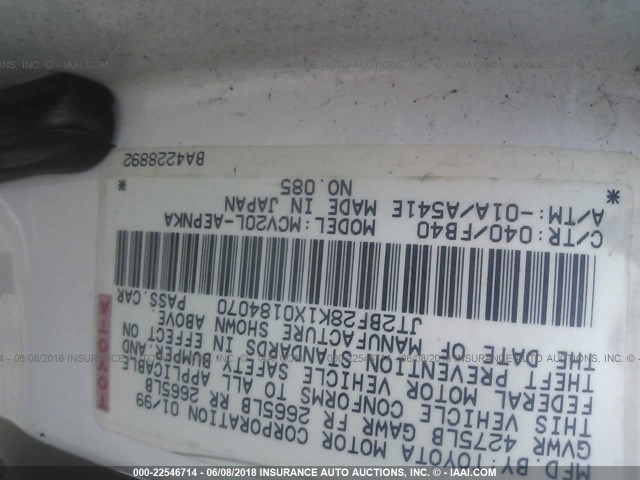 MFD.BY:TOYOTA MOTOR CORPORATION 01/99
GVWR 4275LB GAWR FR 2665LB RR 2665LB
THIS VEHICLE CONFORMS TO ALL APPLICABLE
FEDERAL MOTOR VEHICLE SAFETY, BUMPER,AND
THEFT PREVENTION STANDARDS IN EFFECT ON
THE DATE OF MANUFACTURE SHOWN ABOVE.
JT2BF28K1X0184070 PASS.CAR
TOYOTA
C/TR:040/FB40 MODEL:MCV20L-AEPNKA
A/TM:-01A/A541E MADE IN JAPAN
* NO.085 *
BA4228892
000-22546714 - 06/08/2018 INSURANCE AUTO AUCTIONS, INC.